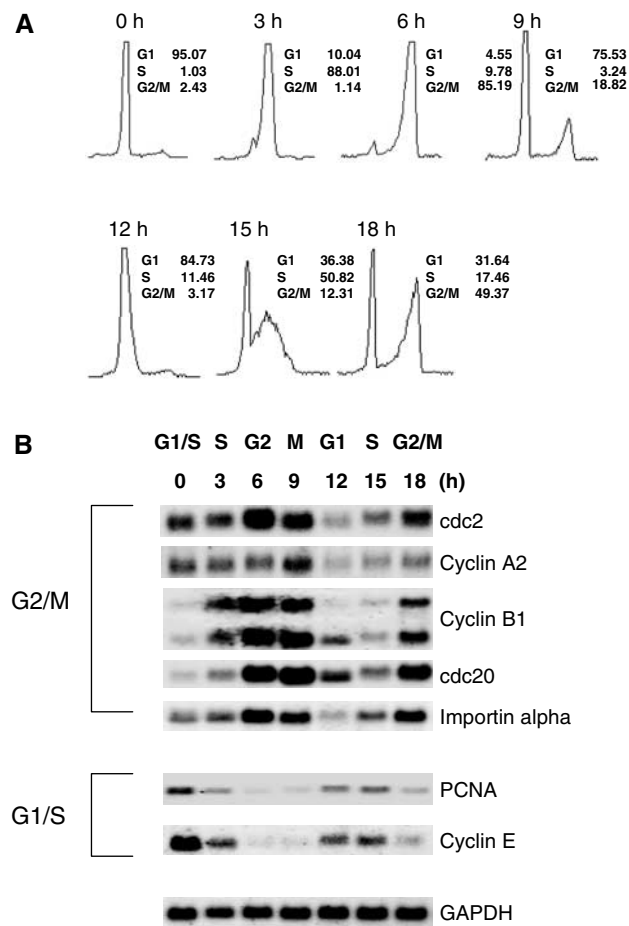 A
0 h
G1 95.07
S 1.03
G2/M 2.43
3 h
G1 10.04
S 88.01
G2/M 1.14
6 h
G1 4.55
S 9.78
G2/M 85.19
9 h
G1 75.53
S 3.24
G2/M 18.82
12 h
G1 84.73
S 11.46
G2/M 3.17
15 h
G1 36.38
S 50.82
G2/M 12.31
18 h
G1 31.64
S 17.46
G2/M 49.37
B
G1/S S G2 M G1 S G2/M
0 3 6 9 12 15 18 (h)
G2/M
cdc2
Cyclin A2
Cyclin B1
cdc20
Importin alpha
G1/S
PCNA
Cyclin E
GAPDH